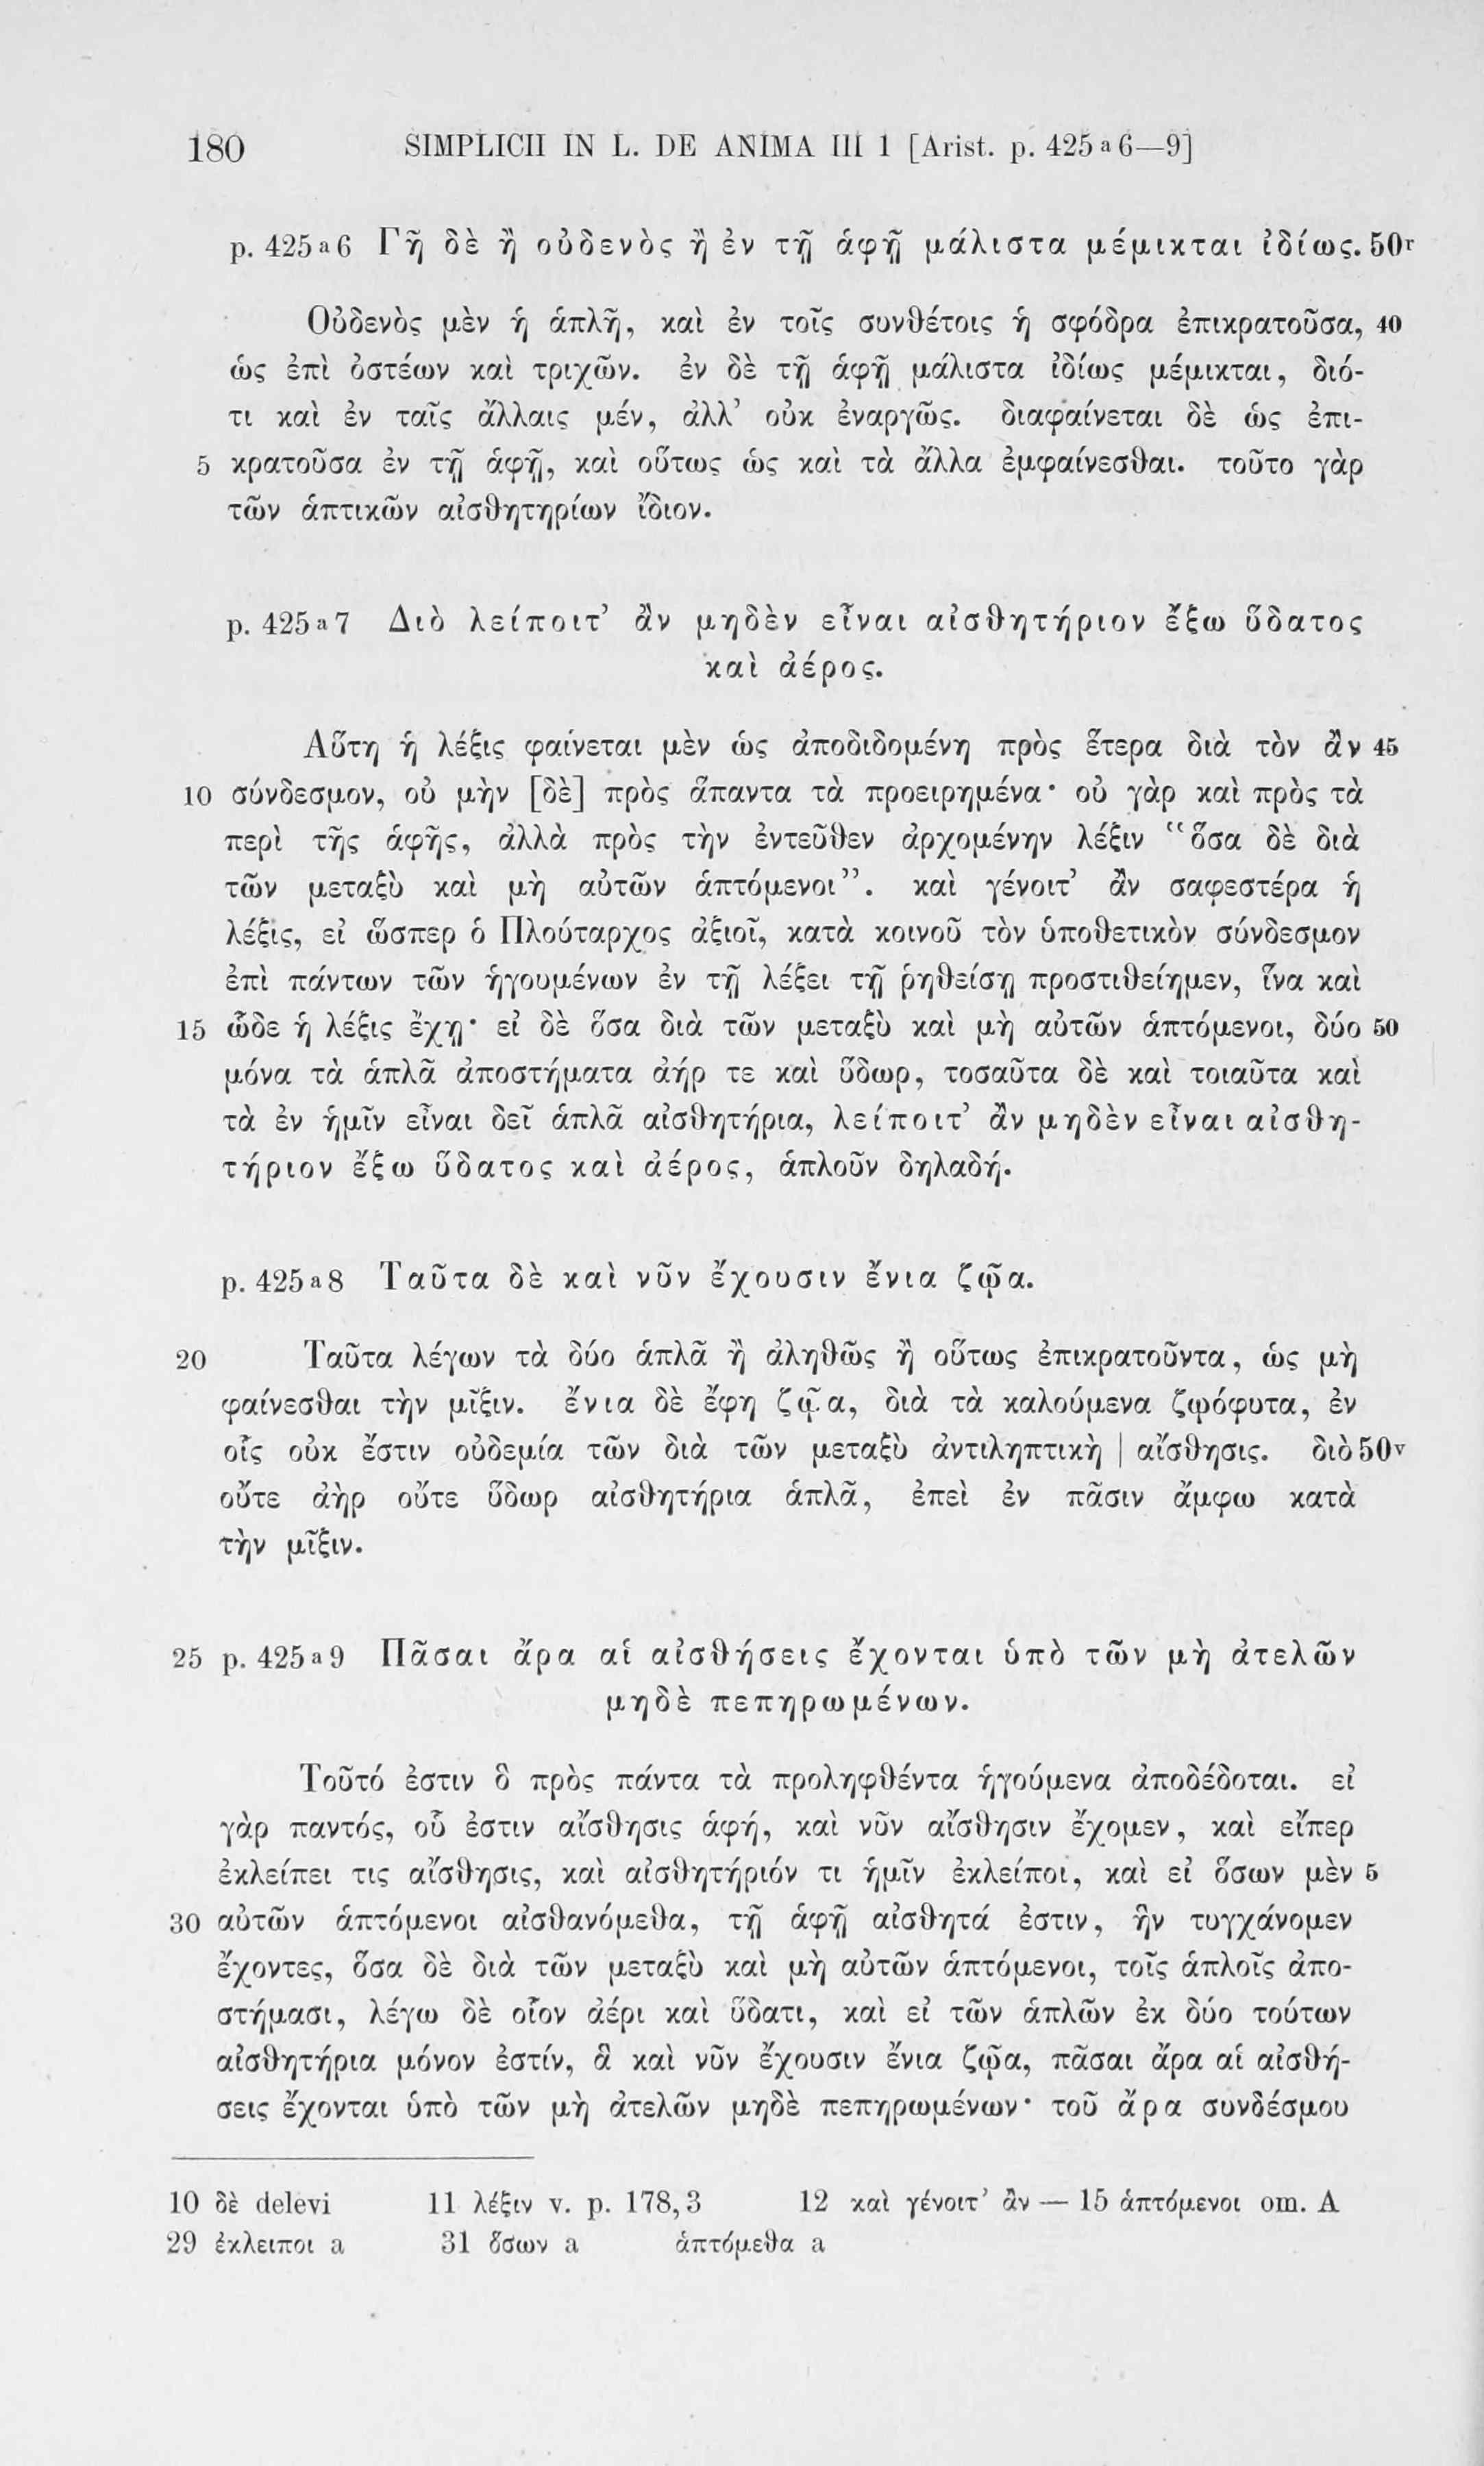 180 SIMPLICII IN L. DE ANIMA III 1 [Arist. p. 425 a 6—9]
p. 425 a 6 Γῆ δὲ ἢ οὐδενὸς ἢ ἐν τῇ ἁφῇ μάλιστα μέμικται ἰδίως. 50r
Οὐδενὸς μὲν ἡ ἁπλῆ, καὶ ἐν τοῖς συνθέτοις ἡ σφόδρα ἐπικρατοῦσα, 40
ὡς ἐπὶ ὀστέων καὶ τριχῶν. ἐν δὲ τῇ ἁφῇ μάλιστα ἰδίως μέμικται, διό-
τι καὶ ἐν ταῖς ἄλλαις μέν, ἀλλ’ οὐκ ἐναργῶς. διαφαίνεται δὲ ὡς ἐπι-
5 κρατοῦσα ἐν τῇ ἁφῇ, καὶ οὕτως ὡς καὶ τὰ ἄλλα ἐμφαίνεσθαι. τοῦτο γὰρ
τῶν ἁπτικῶν αἰσθητηρίων ἴδιον.
p. 425 a 7 Διὸ λείποιτ’ ἂν μηδὲν εἶναι αἰσθητήριον ἔξω ὕδατος
καὶ ἀέρος.
Αὕτη ἡ λέξις φαίνεται μὲν ὡς ἀποδιδομένη πρὸς ἕτερα διὰ τὸν ἂν 45
10 σύνδεσμον, οὐ μὴν [δὲ] πρὸς ἅπαντα τὰ προειρημένα· οὐ γὰρ καὶ πρὸς τὰ
περὶ τῆς ἁφῆς, ἀλλὰ πρὸς τὴν ἐντεῦθεν ἀρχομένην λέξιν “ὅσα δὲ διὰ
τῶν μεταξὺ καὶ μὴ αὐτῶν ἁπτόμενοι”. καὶ γένοιτ’ ἂν σαφεστέρα ἡ
λέξις, εἰ ὥσπερ ὁ Πλούταρχος ἀξιοῖ, κατὰ κοινοῦ τὸν ὑποθετικὸν σύνδεσμον
ἐπὶ πάντων τῶν ἡγουμένων ἐν τῇ λέξει τῇ ῥηθείσῃ προστιθείημεν, ἵνα καὶ
15 ὧδε ἡ λέξις ἔχῃ· εἰ δὲ ὅσα διὰ τῶν μεταξὺ καὶ μὴ αὐτῶν ἁπτόμενοι, δύο 50
μόνα τὰ ἁπλᾶ ἀποστήματα ἀήρ τε καὶ ὕδωρ, τοσαῦτα δὲ καὶ τοιαῦτα καὶ
τὰ ἐν ἡμῖν εἶναι δεῖ ἁπλᾶ αἰσθητήρια, λείποιτ’ ἂν μηδὲν εἶναι αἰσθη-
τήριον ἔξω ὕδατος καὶ ἀέρος, ἁπλοῦν δηλαδή.
p. 425 a 8 Ταῦτα δὲ καὶ νῦν ἔχουσιν ἔνια ζῷα.
20 Ταῦτα λέγων τὰ δύο ἁπλᾶ ἢ ἀληθῶς ἢ οὕτως ἐπικρατοῦντα, ὡς μὴ
φαίνεσθαι τὴν μῖξιν. ἔνια δὲ ἔφη ζῷα, διὰ τὰ καλούμενα ζῳόφυτα, ἐν
οἷς οὐκ ἔστιν οὐδεμία τῶν διὰ τῶν μεταξὺ ἀντιληπτικὴ | αἴσθησις. διὸ 50v
οὔτε ἀὴρ οὔτε ὕδωρ αἰσθητήρια ἁπλᾶ, ἐπεὶ ἐν πᾶσιν ἄμφω κατὰ
τὴν μῖξιν.
25 p. 425 a 9 Πᾶσαι ἄρα αἱ αἰσθήσεις ἔχονται ὑπὸ τῶν μὴ ἀτελῶν
μηδὲ πεπηρωμένων.
Τοῦτό ἐστιν ὃ πρὸς πάντα τὰ προληφθέντα ἡγούμενα ἀποδέδοται. εἰ
γὰρ παντός, οὗ ἐστιν αἴσθησις ἁφή, καὶ νῦν αἴσθησιν ἔχομεν, καὶ εἴπερ
ἐκλείπει τις αἴσθησις, καὶ αἰσθητήριόν τι ἡμῖν ἐκλείποι, καὶ εἰ ὅσων μὲν 5
30 αὐτῶν ἁπτόμενοι αἰσθανόμεθα, τῇ ἁφῇ αἰσθητά ἐστιν, ἣν τυγχάνομεν
ἔχοντες, ὅσα δὲ διὰ τῶν μεταξὺ καὶ μὴ αὐτῶν ἁπτόμενοι, τοῖς ἁπλοῖς ἀπο-
στήμασι, λέγω δὲ οἷον ἀέρι καὶ ὕδατι, καὶ εἰ τῶν ἁπλῶν ἐκ δύο τούτων
αἰσθητήρια μόνον ἐστίν, ἃ καὶ νῦν ἔχουσιν ἔνια ζῷα, πᾶσαι ἄρα αἱ αἰσθή-
σεις ἔχονται ὑπὸ τῶν μὴ ἀτελῶν μηδὲ πεπηρωμένων· τοῦ ἄρα συνδέσμου
10 δὲ delevi 11 λέξιν v. p. 178,3 12 καὶ γένοιτ’ ἂν — 15 ἁπτόμενοι om. A
29 ἐκλειποι a 31 ὅσων a ἁπτόμεθα a